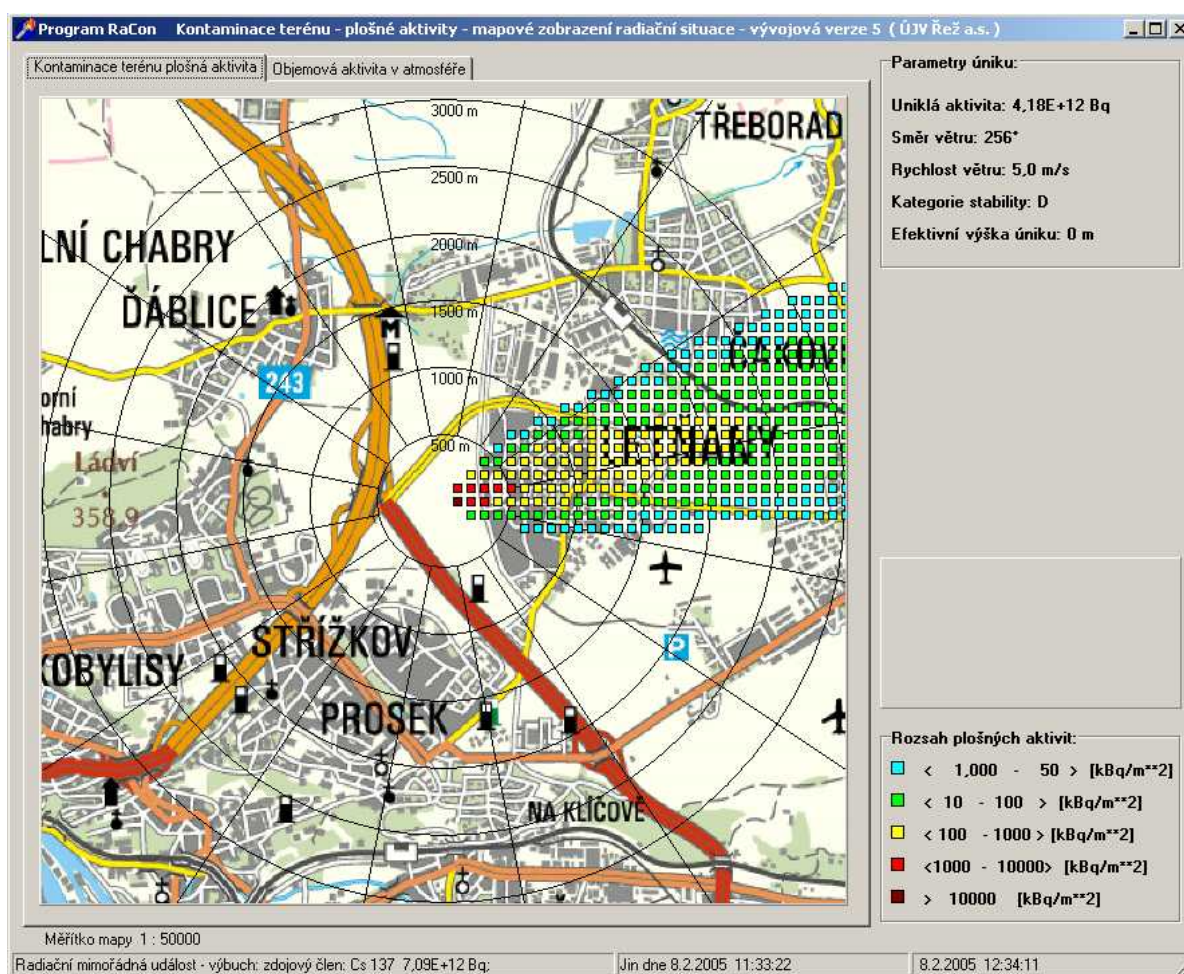 Program RaCon Kontaminace terénu - plošné aktivity - mapové zobrazení radiační situace - vývojová verze 5 ( ÚJV Řež a.s. )
Kontaminace terénu plošná aktivita
Objemová aktivita v atmosféře
Parametry úniku:
Uniklá aktivita: 4,18E+12 Bq
Směr větru: 256°
Rychlost větru: 5,0 m/s
Kategorie stability: D
Efektivní výška úniku: 0 m
3000 m
TŘEBORAD
2500 m
LNÍ CHABRY
2000 m
ĎÁBLICE
1500 m
M
ČAKOVI
243
1000 m
orní
habry
LETŇANY
500 m
Ládví
358,9
STŘÍŽKOV
P
KOBYLISY
PROSEK
NA KLÍČOVĚ
Rozsah plošných aktivit:
< 1,000 - 50 > [kBq/m**2]
< 10 - 100 > [kBq/m**2]
<100 - 1000 > [kBq/m**2]
<1000 - 10000> [kBq/m**2]
> 10000 [kBq/m**2]
Měřítko mapy 1 : 50000
Radiační mimořádná událost - výbuch: zdojový člen: Cs 137 7,09E+12 Bq;
Jin dne 8.2.2005 11:33:22
8.2.2005 12:34:11